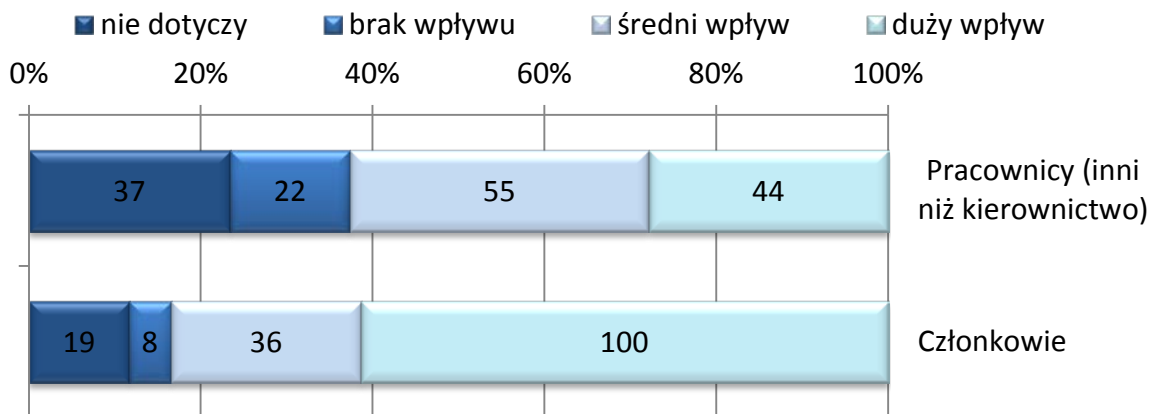 nie dotyczy brak wpływu średni wpływ duży wpływ
0% 20% 40% 60% 80% 100%
37 22 55 44
Pracownicy (inni
niż kierownictwo)
19 8 36 100
Członkowie